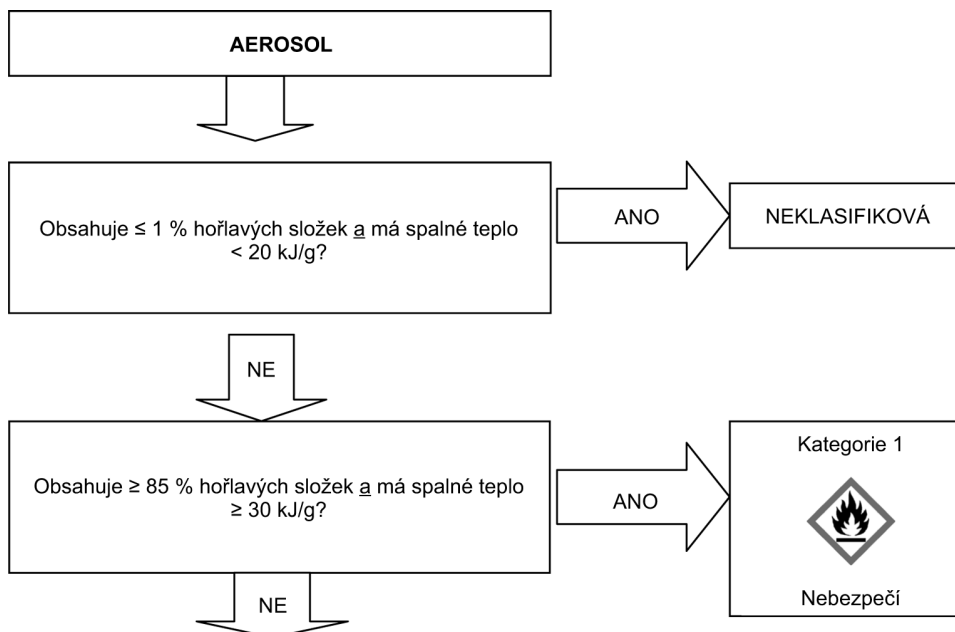 AEROSOL
Obsahuje ≤ 1 % hořlavých složek a má spalné teplo
< 20 kJ/g?
ANO
NEKLASIFIKOVÁ
NE
Obsahuje ≥ 85 % hořlavých složek a má spalné teplo
≥ 30 kJ/g?
ANO
Kategorie 1
Nebezpečí
NE